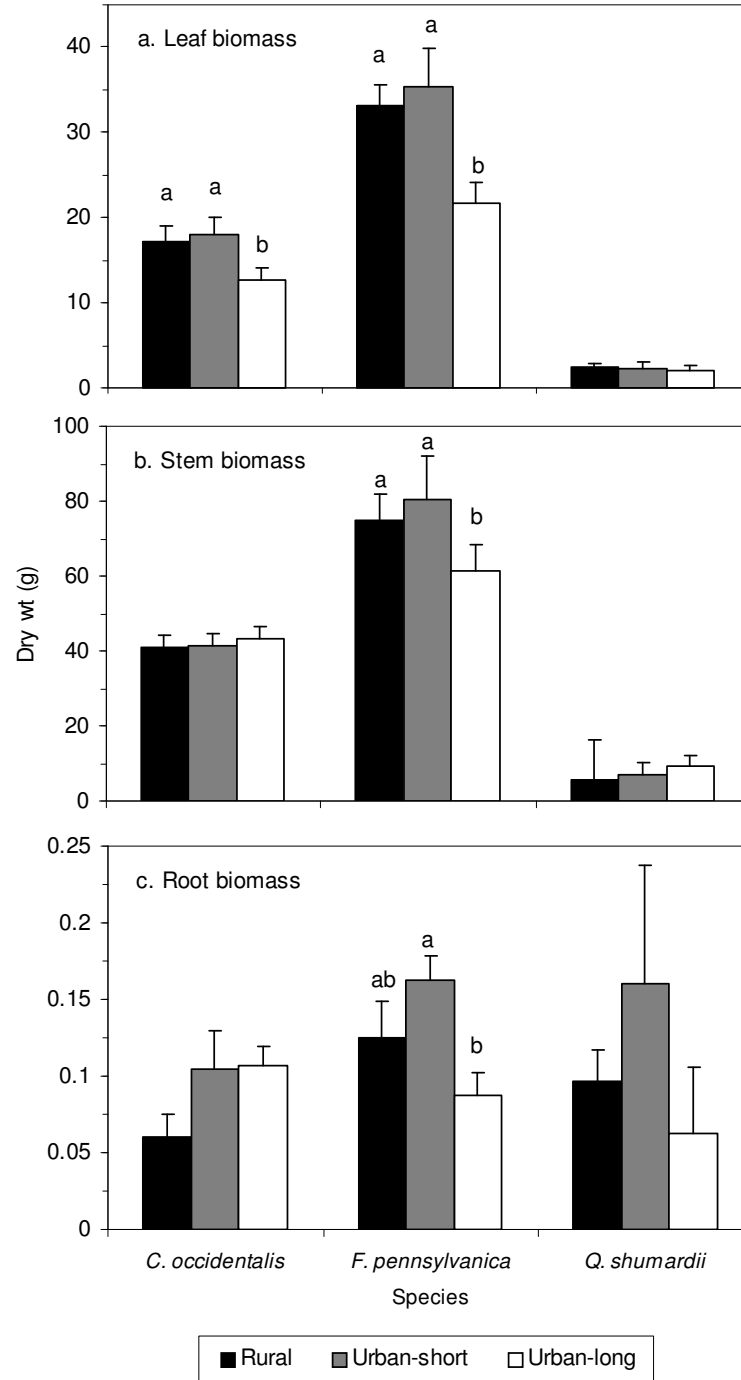 a. Leaf biomass
40
30
20
10
0
a a b a a b
b. Stem biomass
100
80
60
40
20
0
a a b
Dry wt (g)
c. Root biomass
0.25
0.2
0.15
0.1
0.05
0
ab a b
C. occidentalis F. pennsylvanica Q. shumardii
Species
Rural Urban-short Urban-long